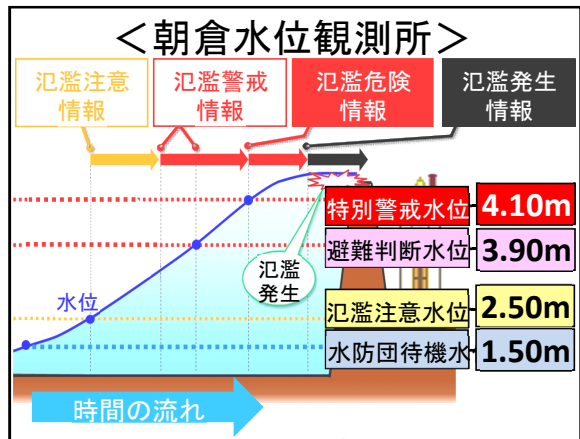 ＜朝倉水位観測所＞
氾濫注意
情報
氾濫警戒
情報
氾濫危険
情報
氾濫発生
情報
特別警戒水位
4.10m
避難判断水位
3.90m
氾濫
発生
水位
氾濫注意水位
2.50m
水防団待機水
1.50m
時間の流れ